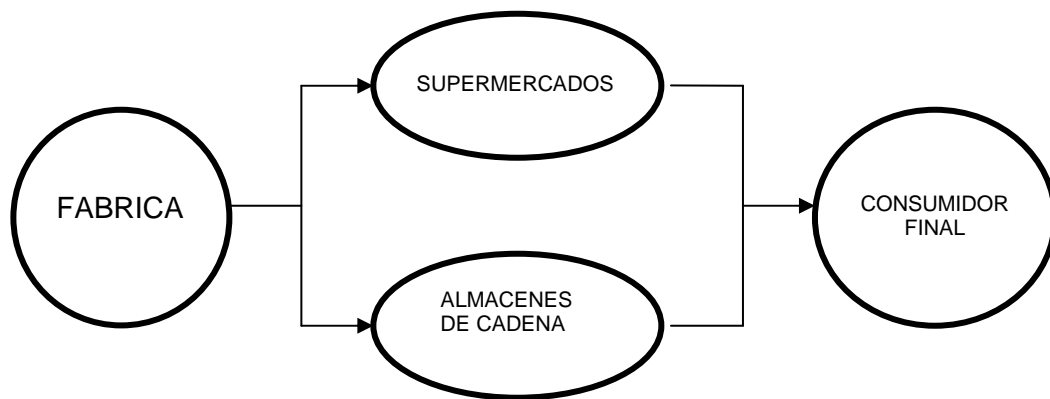 FABRICA
SUPERMERCADOS
ALMACENES
DE CADENA
CONSUMIDOR
FINAL